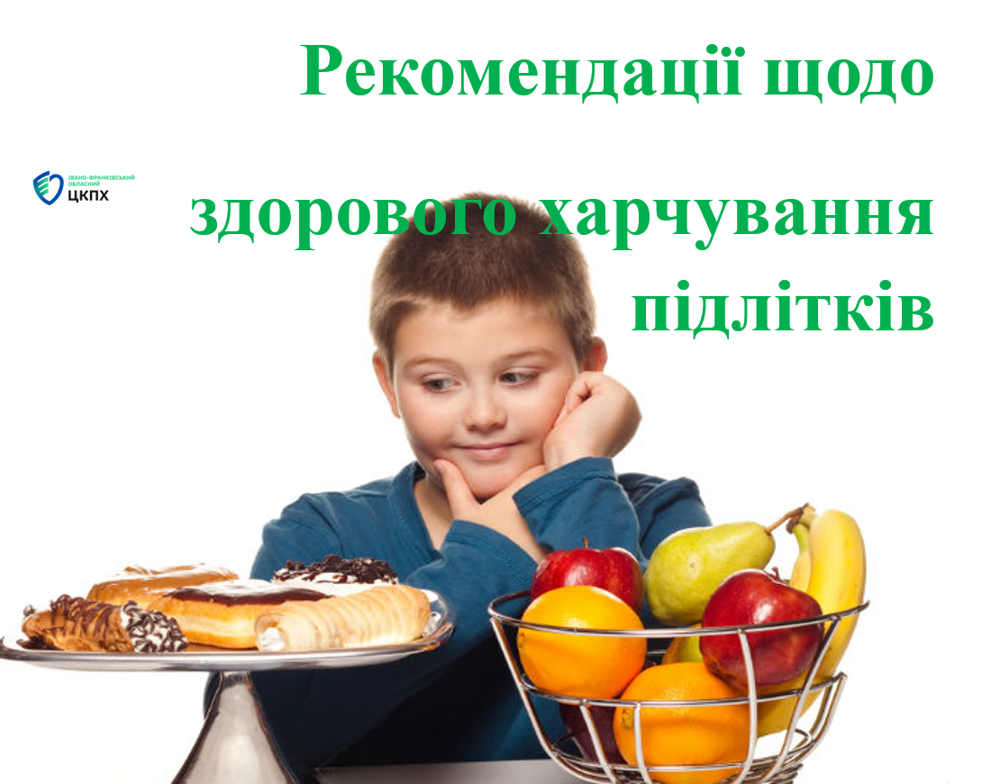 Рекомендації щодо
ІВАНО-ФРАНКІВСЬКИЙ
ОБЛАСНИЙ
ЦКПХ
здорового харчування
підлітків